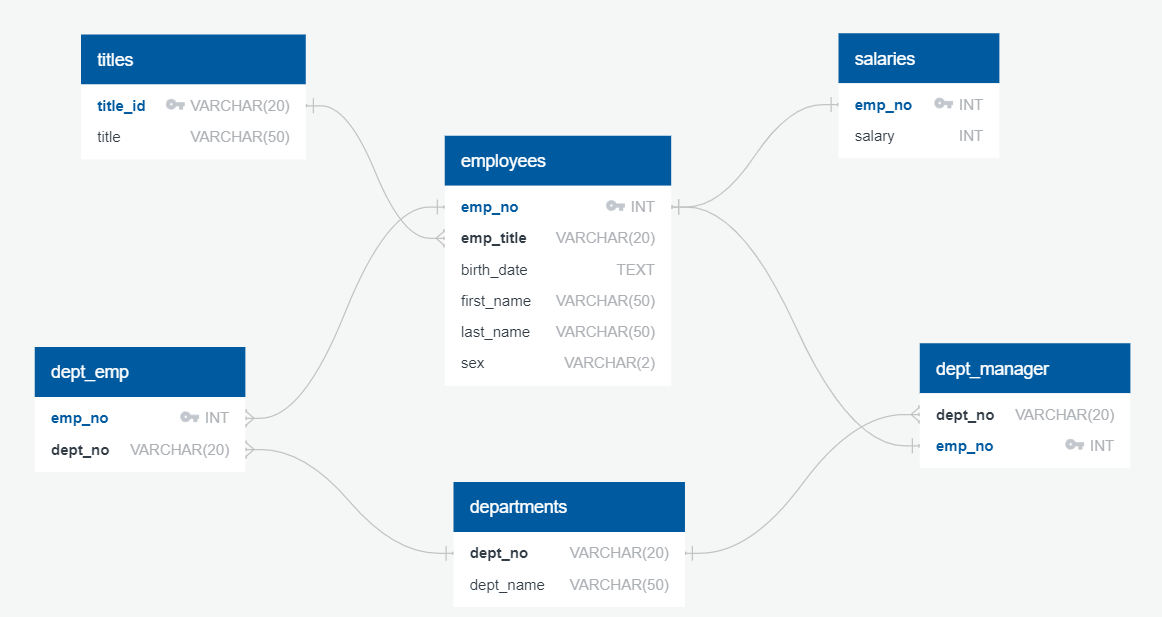 titles
title_id VARCHAR(20)
title VARCHAR(50)
salaries
emp_no INT
salary INT
employees
emp_no INT
emp_title VARCHAR(20)
birth_date TEXT
first_name VARCHAR(50)
last_name VARCHAR(50)
sex VARCHAR(2)
dept_emp
emp_no INT
dept_no VARCHAR(20)
dept_manager
dept_no VARCHAR(20)
emp_no INT
departments
dept_no VARCHAR(20)
dept_name VARCHAR(50)